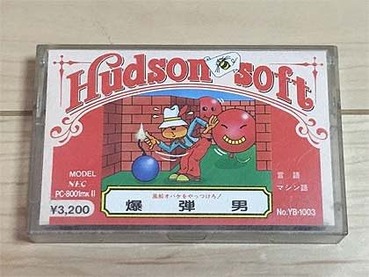 Hudson soft
MODEL
NEC
PC-8001mkII
¥3,200
風船オバケをやっつけろ!
爆弾男
言語
マシン語
No.YB-1003